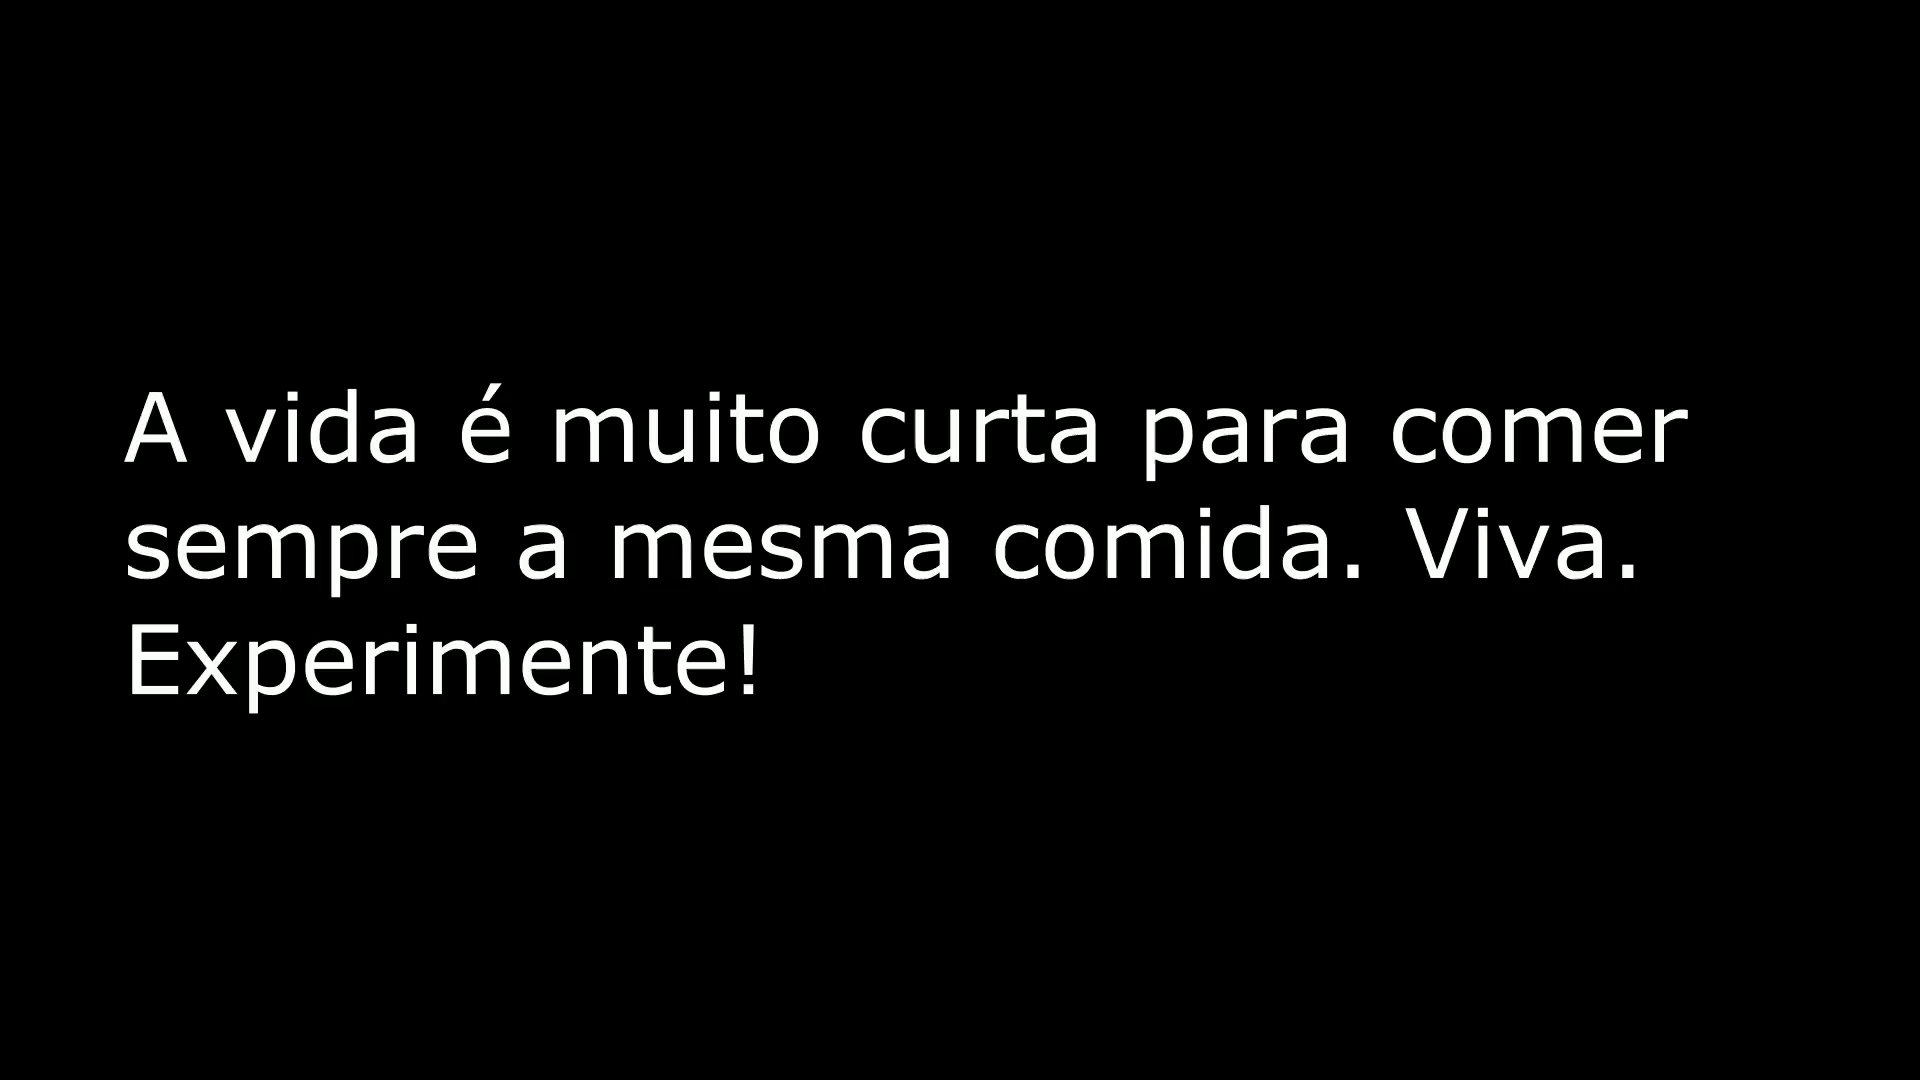 A vida é muito curta para comer
sempre a mesma comida. Viva.
Experimente!